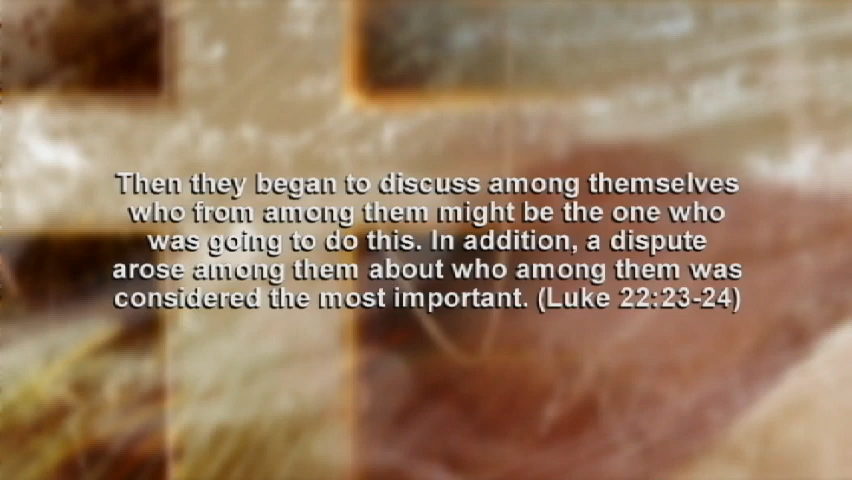 Then they began to discuss among themselves
who from among them might be the one who
was going to do this. In addition, a dispute
arose among them about who among them was
considered the most important. (Luke 22:23-24)